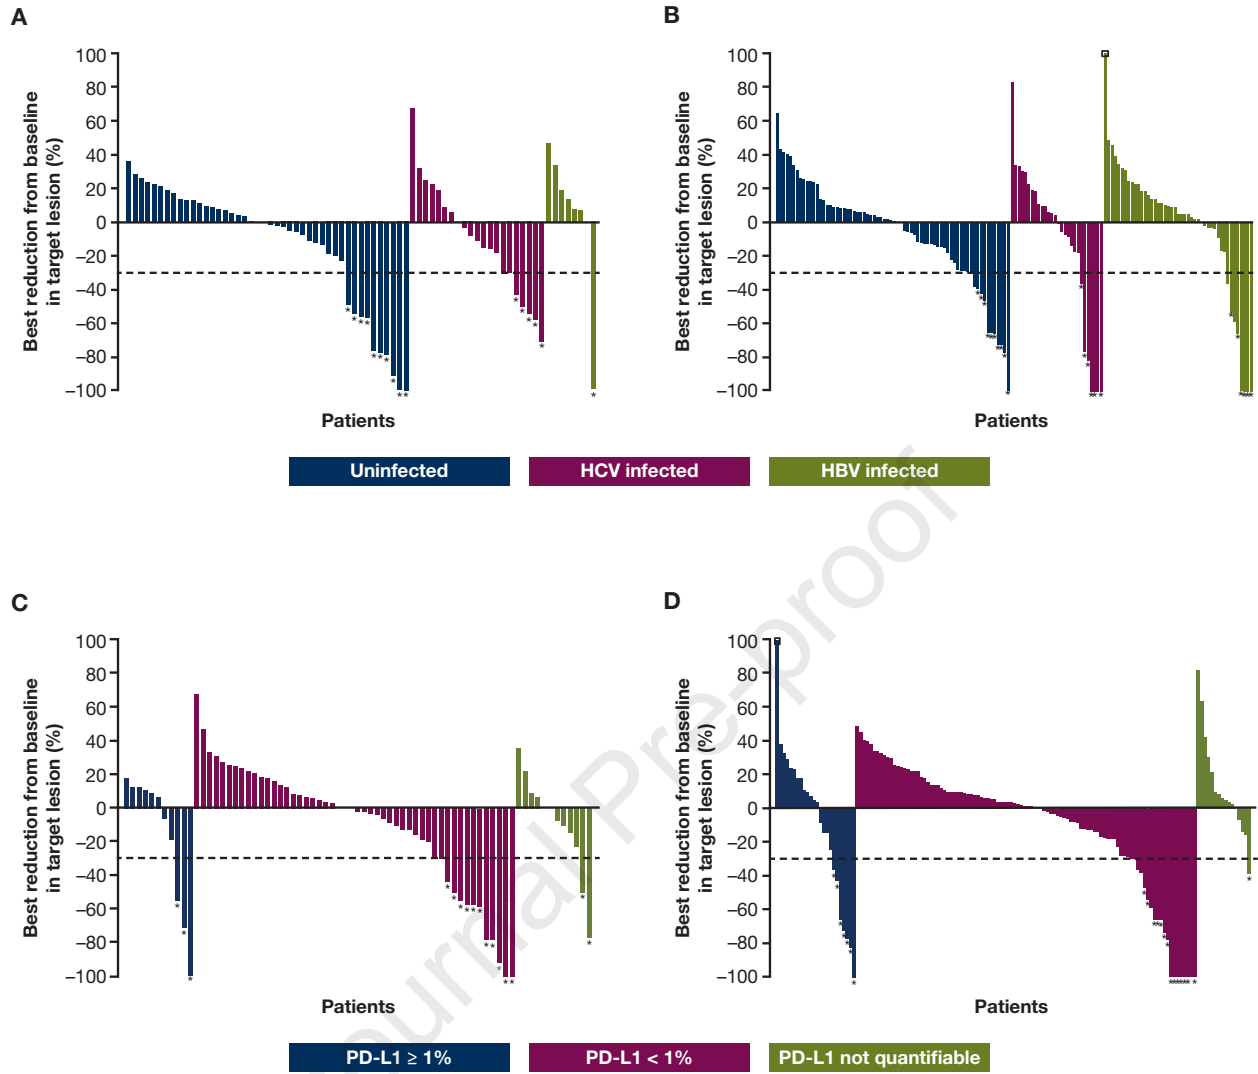 A
B
100
80
60
40
20
0
−20
−40
−60
−80
−100
Best reduction from baseline
in target lesion (%)
Patients
100
80
60
40
20
0
−20
−40
−60
−80
−100
Best reduction from baseline
in target lesion (%)
Patients
Uninfected
HCV infected
HBV infected
C
D
100
80
60
40
20
0
−20
−40
−60
−80
−100
Best reduction from baseline
in target lesion (%)
Patients
100
80
60
40
20
0
−20
−40
−60
−80
−100
Best reduction from baseline
in target lesion (%)
Patients
PD-L1 ≥ 1%
PD-L1 < 1%
PD-L1 not quantifiable
Journal Pre-proof